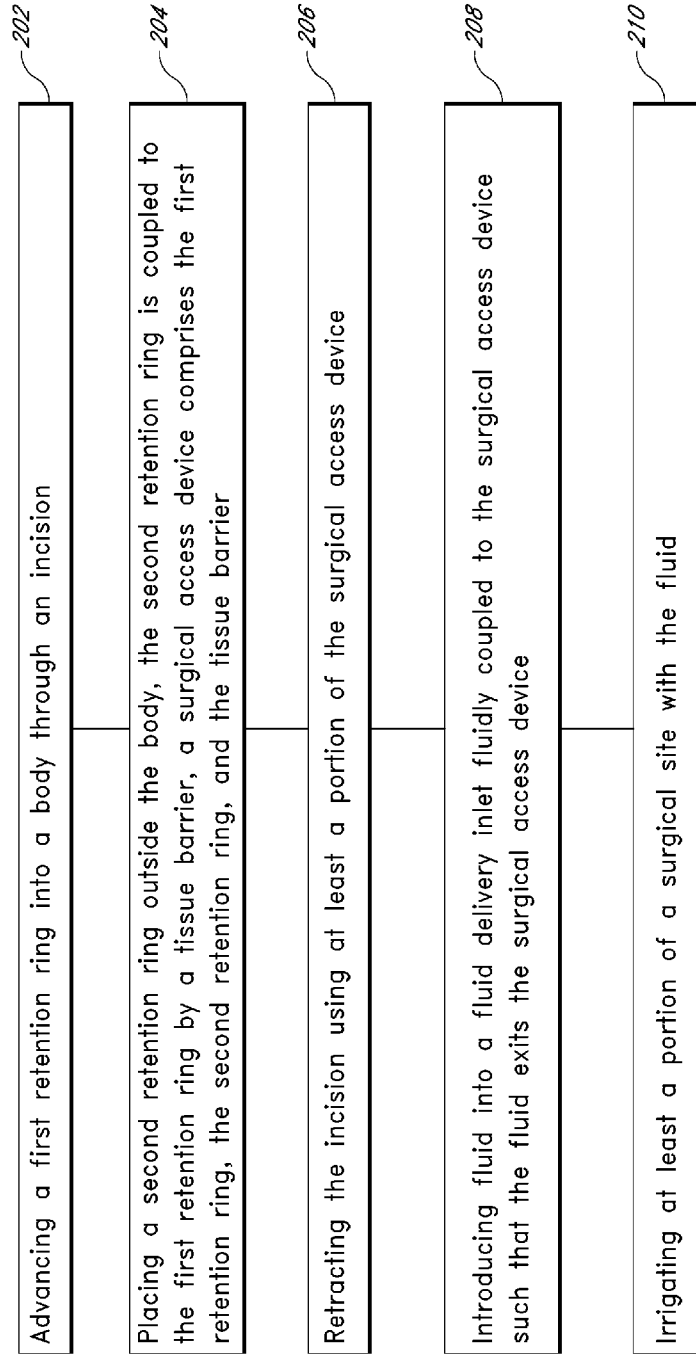 202
Advancing a first retention ring into a body through an incision
204
Placing a second retention ring outside the body, the second retention ring is coupled to
the first retention ring by a tissue barrier, a surgical access device comprises the first
retention ring, the second retention ring, and the tissue barrier
206
Retracting the incision using at least a portion of the surgical access device
208
Introducing fluid into a fluid delivery inlet fluidly coupled to the surgical access device
such that the fluid exits the surgical access device
210
Irrigating at least a portion of a surgical site with the fluid